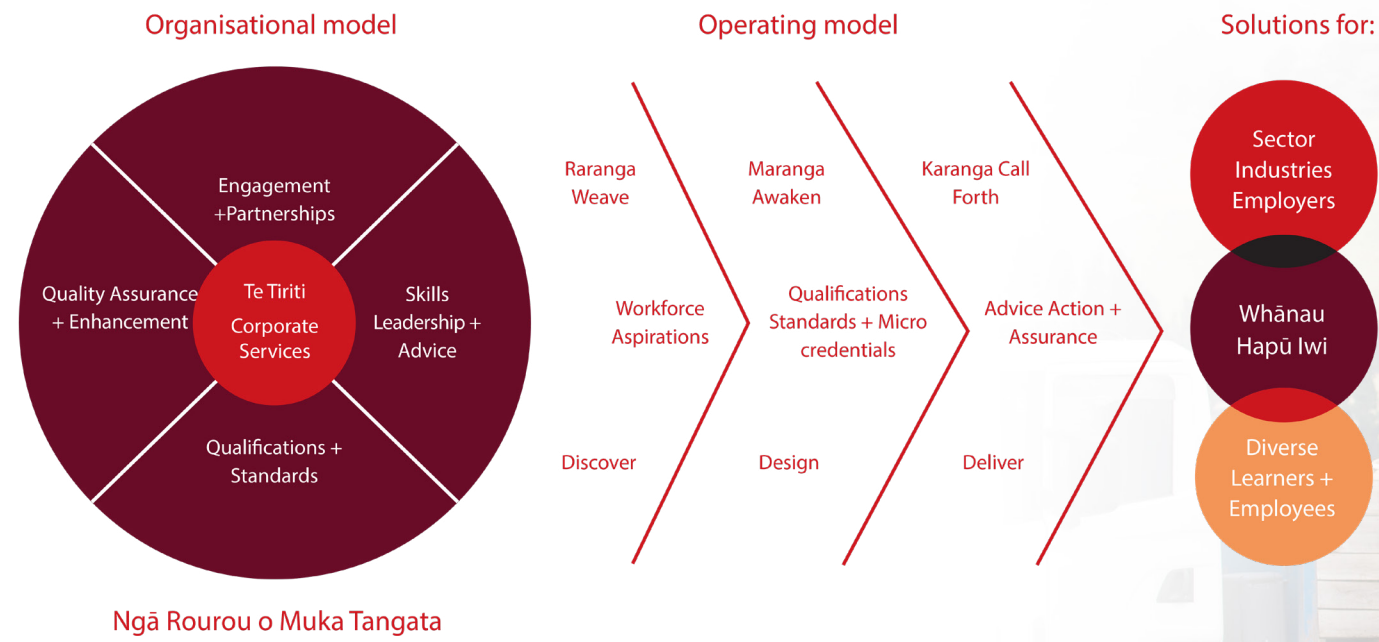 Organisational model
Engagement
+Partnerships
Quality Assurance
+ Enhancement
Te Tiriti
Corporate
Services
Skills
Leadership +
Advice
Qualifications +
Standards
Ngā Rourou o Muka Tangata
Operating model
Raranga
Weave
Maranga
Awaken
Karanga Call
Forth
Workforce
Aspirations
Qualifications
Standards + Micro
credentials
Advice Action +
Assurance
Discover
Design
Deliver
Solutions for:
Sector
Industries
Employers
Whānau
Hapū Iwi
Diverse
Learners +
Employees